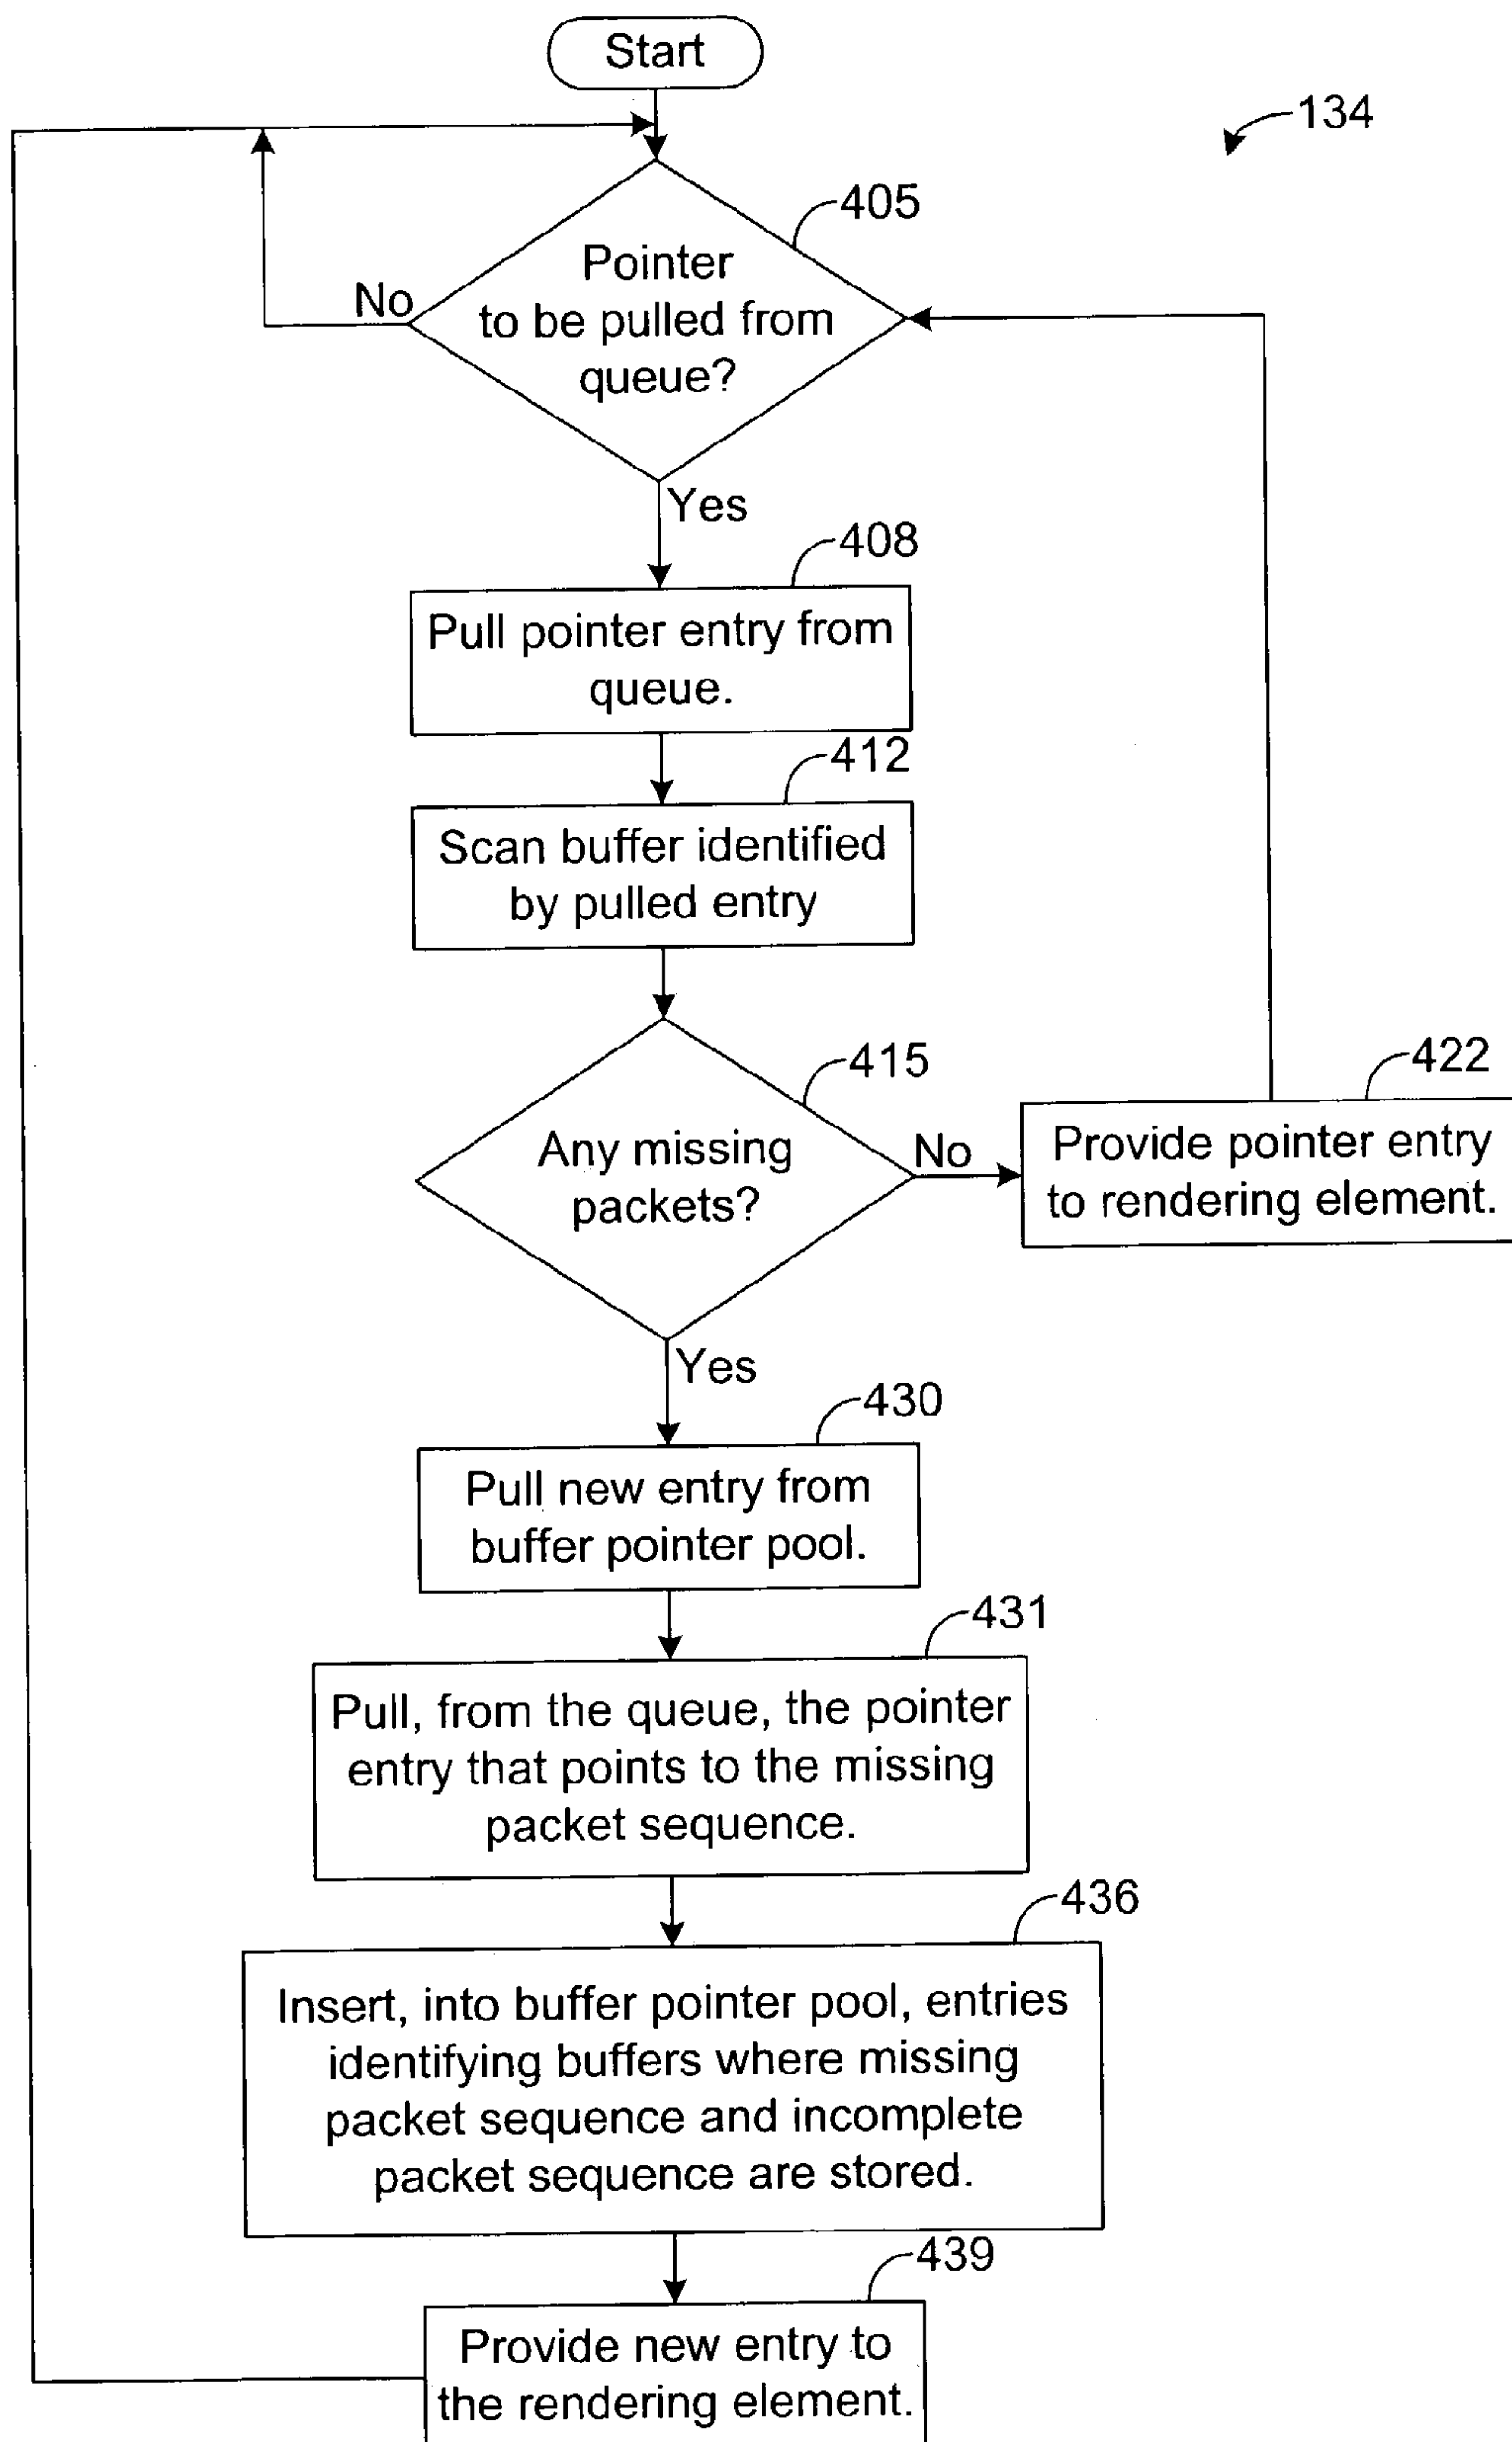 Start
134
405
Pointer
to be pulled from
queue?
No
Yes
408
Pull pointer entry from
queue.
412
Scan buffer identified
by pulled entry
415
Any missing
packets?
No
422
Provide pointer entry
to rendering element.
Yes
430
Pull new entry from
buffer pointer pool.
431
Pull, from the queue, the pointer
entry that points to the missing
packet sequence.
436
Insert, into buffer pointer pool, entries
identifying buffers where missing
packet sequence and incomplete
packet sequence are stored.
439
Provide new entry to
the rendering element.